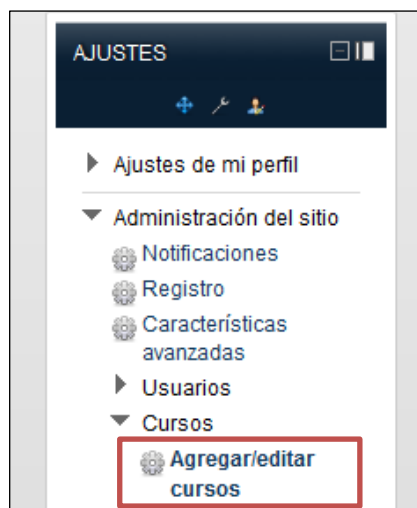 AJUSTES
Ajustes de mi perfil
Administración del sitio
Notificaciones
Registro
Características
avanzadas
Usuarios
Cursos
Agregar/editar
cursos